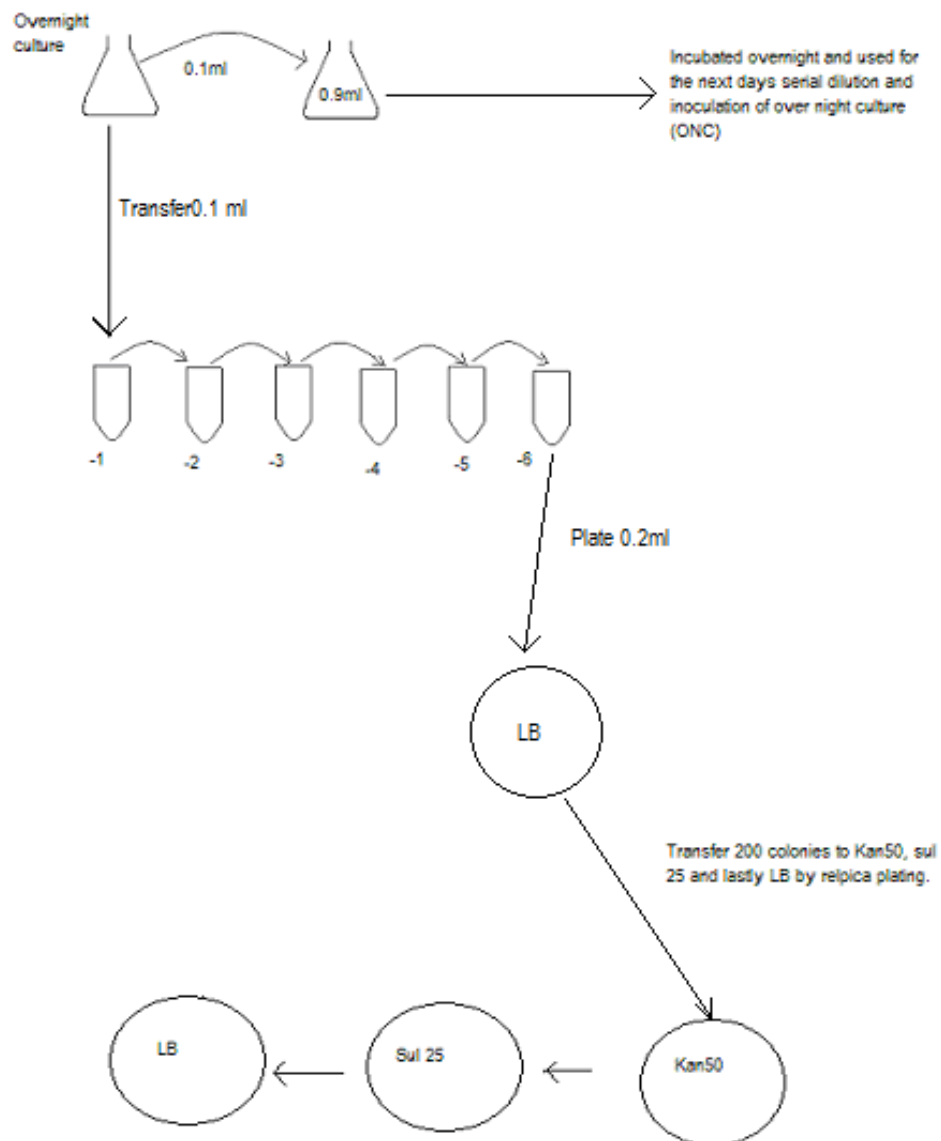 Overnight
culture
0.1ml
0.9ml
Incubated overnight and used for
the next days serial dilution and
inoculation of over night culture
(ONC)
Transfer0.1 ml
-1
-2
-3
-4
-5
-6
Plate 0.2ml
LB
Transfer 200 colonies to Kan50, sul
25 and lastly LB by relpica plating.
LB
Sul 25
Kan50